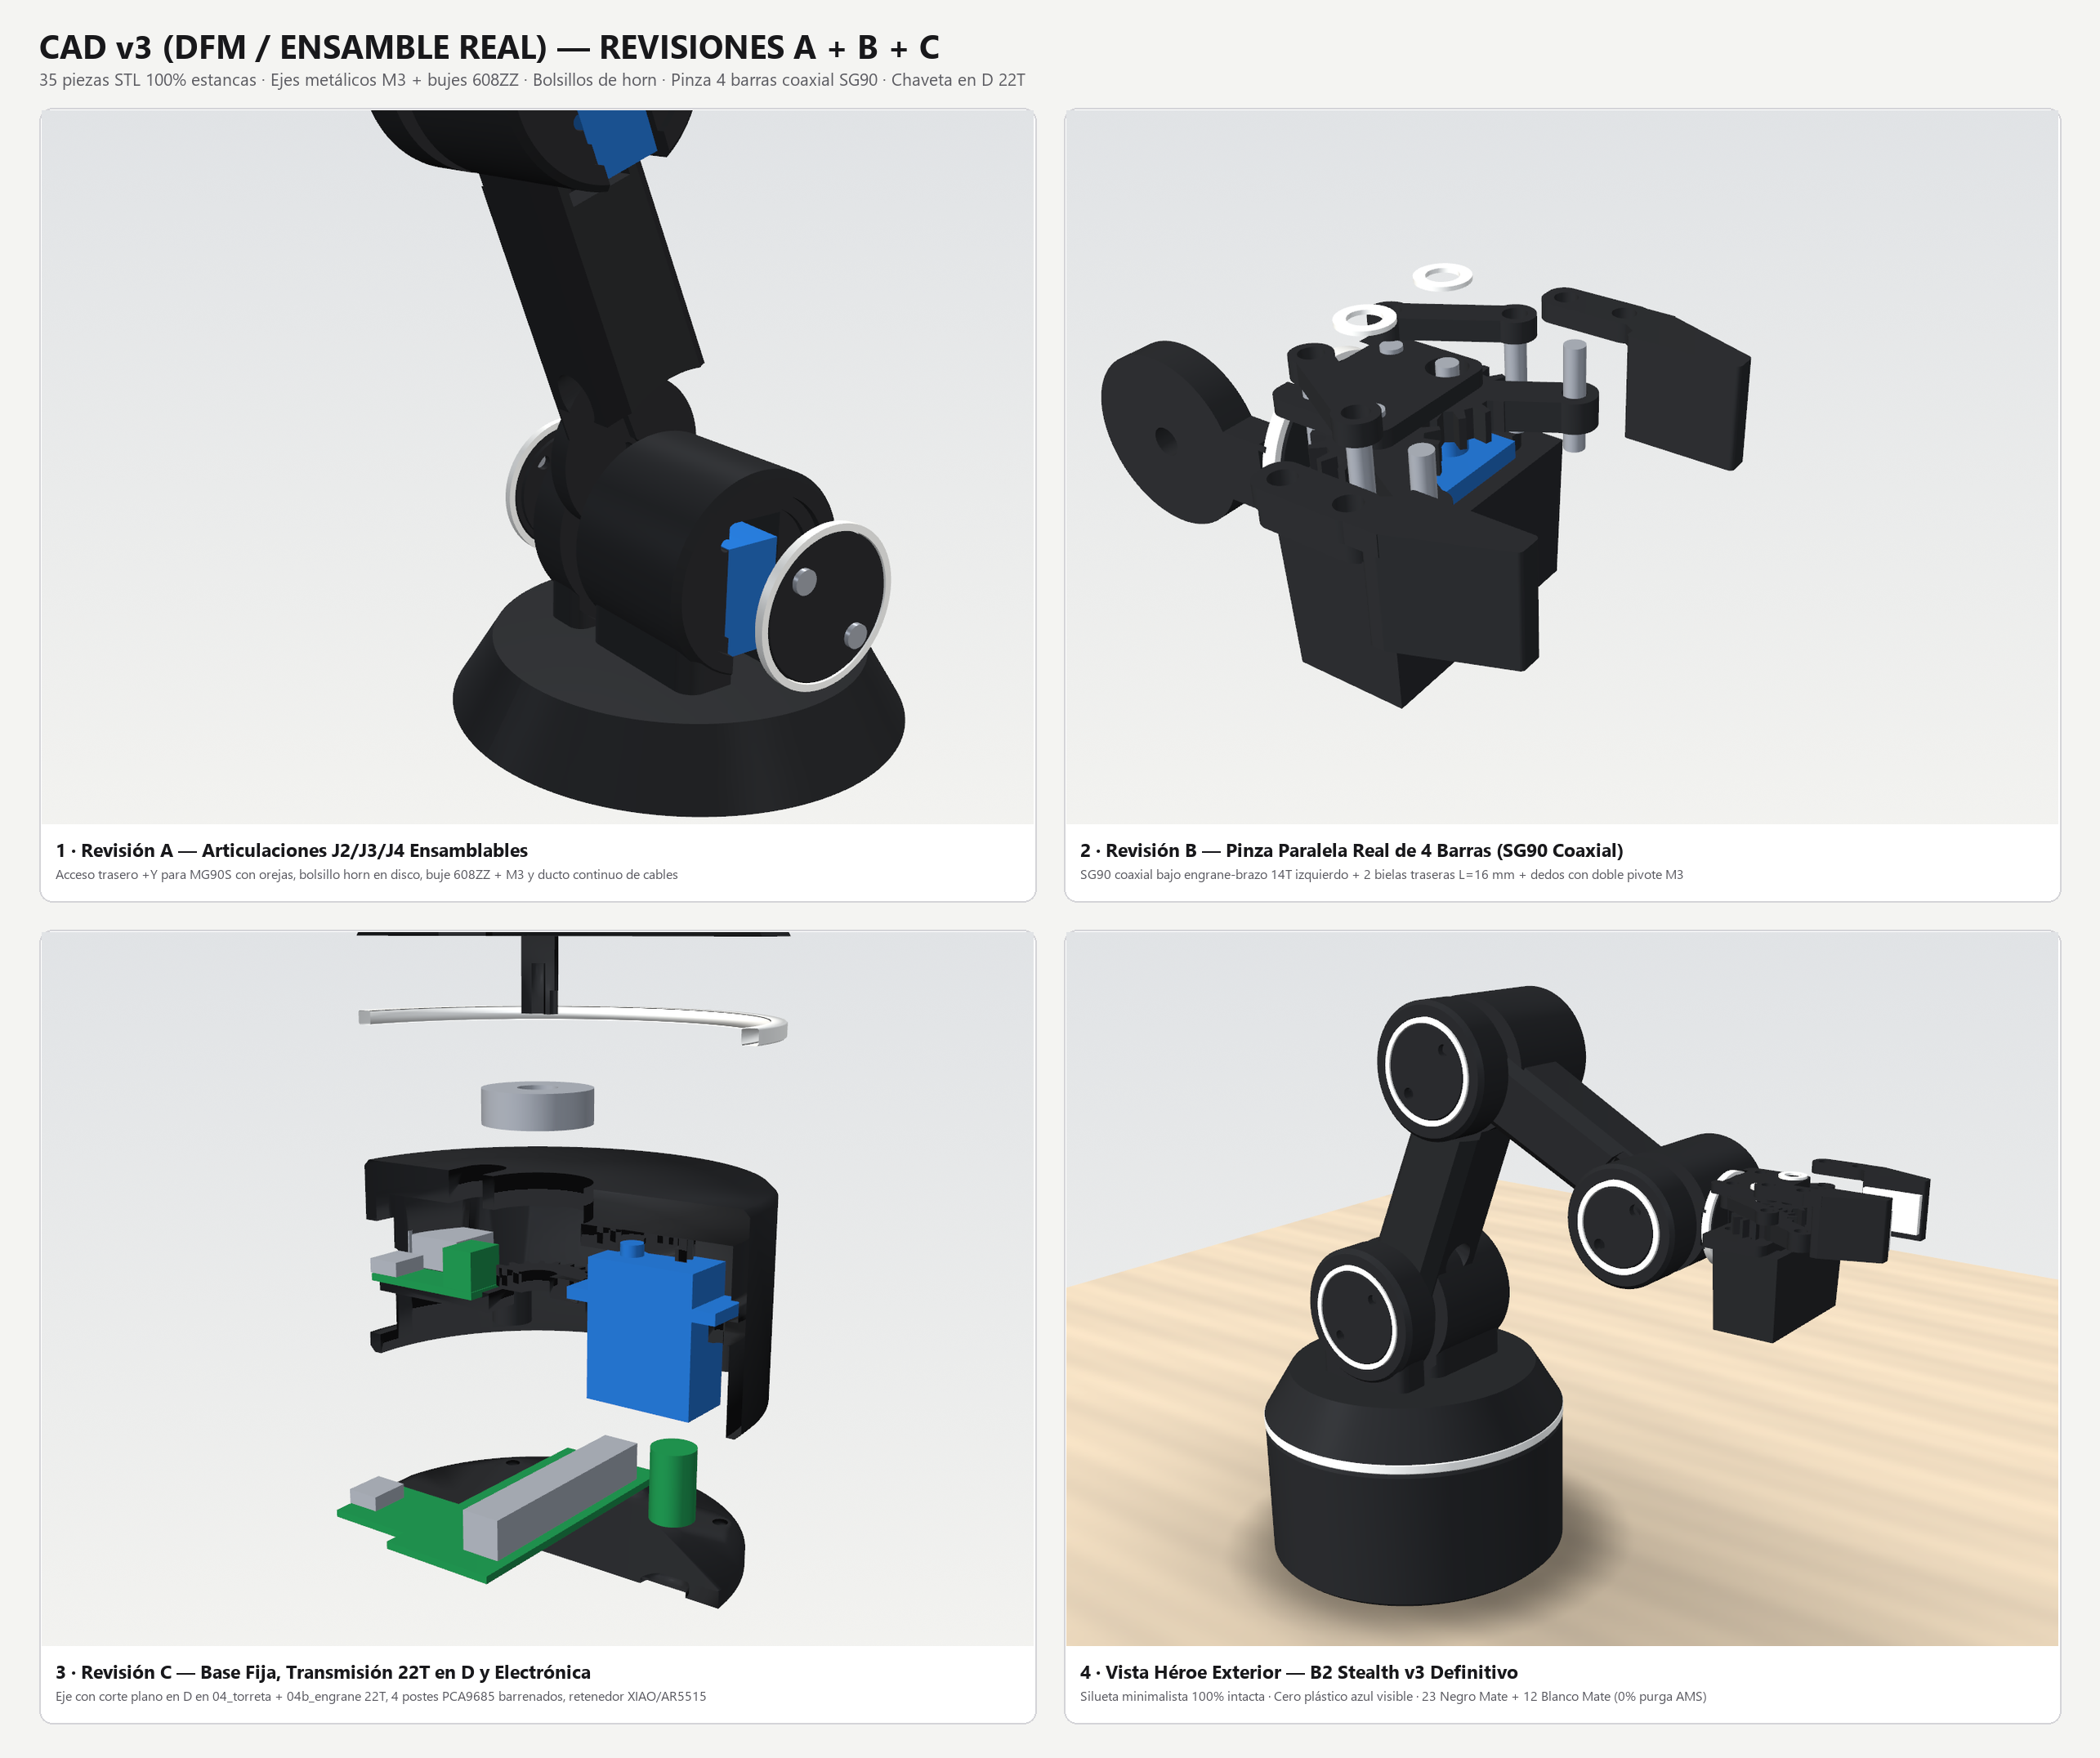 CAD v3 (DFM / ENSAMBLE REAL) — REVISIONES A + B + C
35 piezas STL 100% estancas · Ejes metálicos M3 + bujes 608ZZ · Bolsillos de horn · Pinza 4 barras coaxial SG90 · Chaveta en D 22T
1 · Revisión A — Articulaciones J2/J3/J4 Ensamblables
Acceso trasero +Y para MG90S con orejas, bolsillo horn en disco, buje 608ZZ + M3 y ducto continuo de cables
2 · Revisión B — Pinza Paralela Real de 4 Barras (SG90 Coaxial)
SG90 coaxial bajo engrane-brazo 14T izquierdo + 2 bielas traseras L=16 mm + dedos con doble pivote M3
3 · Revisión C — Base Fija, Transmisión 22T en D y Electrónica
Eje con corte plano en D en 04_torreta + 04b_engrane 22T, 4 postes PCA9685 barrenados, retenedor XIAO/AR5515
4 · Vista Héroe Exterior — B2 Stealth v3 Definitivo
Silueta minimalista 100% intacta · Cero plástico azul visible · 23 Negro Mate + 12 Blanco Mate (0% purga AMS)